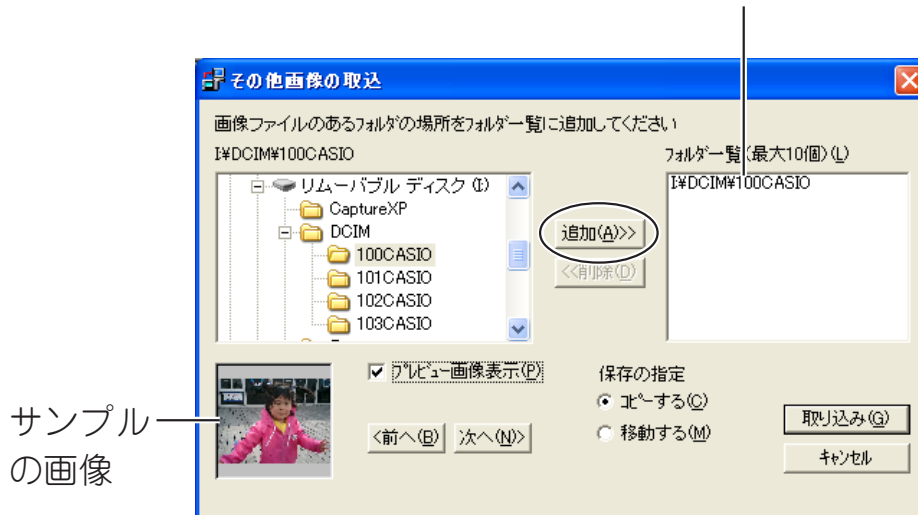 その他画像の取込
画像ファイルのあるフォルダの場所をフォルダ一覧に追加してください
I:¥DCIM¥100CASIO
フォルダ一覧(最大10個)(L)
リムーバブル ディスク (I:)
CaptureXP
DCIM
100CASIO
101CASIO
102CASIO
103CASIO
追加(A)>>
<<削除(D)
I:¥DCIM¥100CASIO
サンプル
の画像
プレビュー画像表示(P)
<前へ(B)
次へ(N)>
保存の指定
コピーする(C)
移動する(M)
取り込み(G)
キャンセル